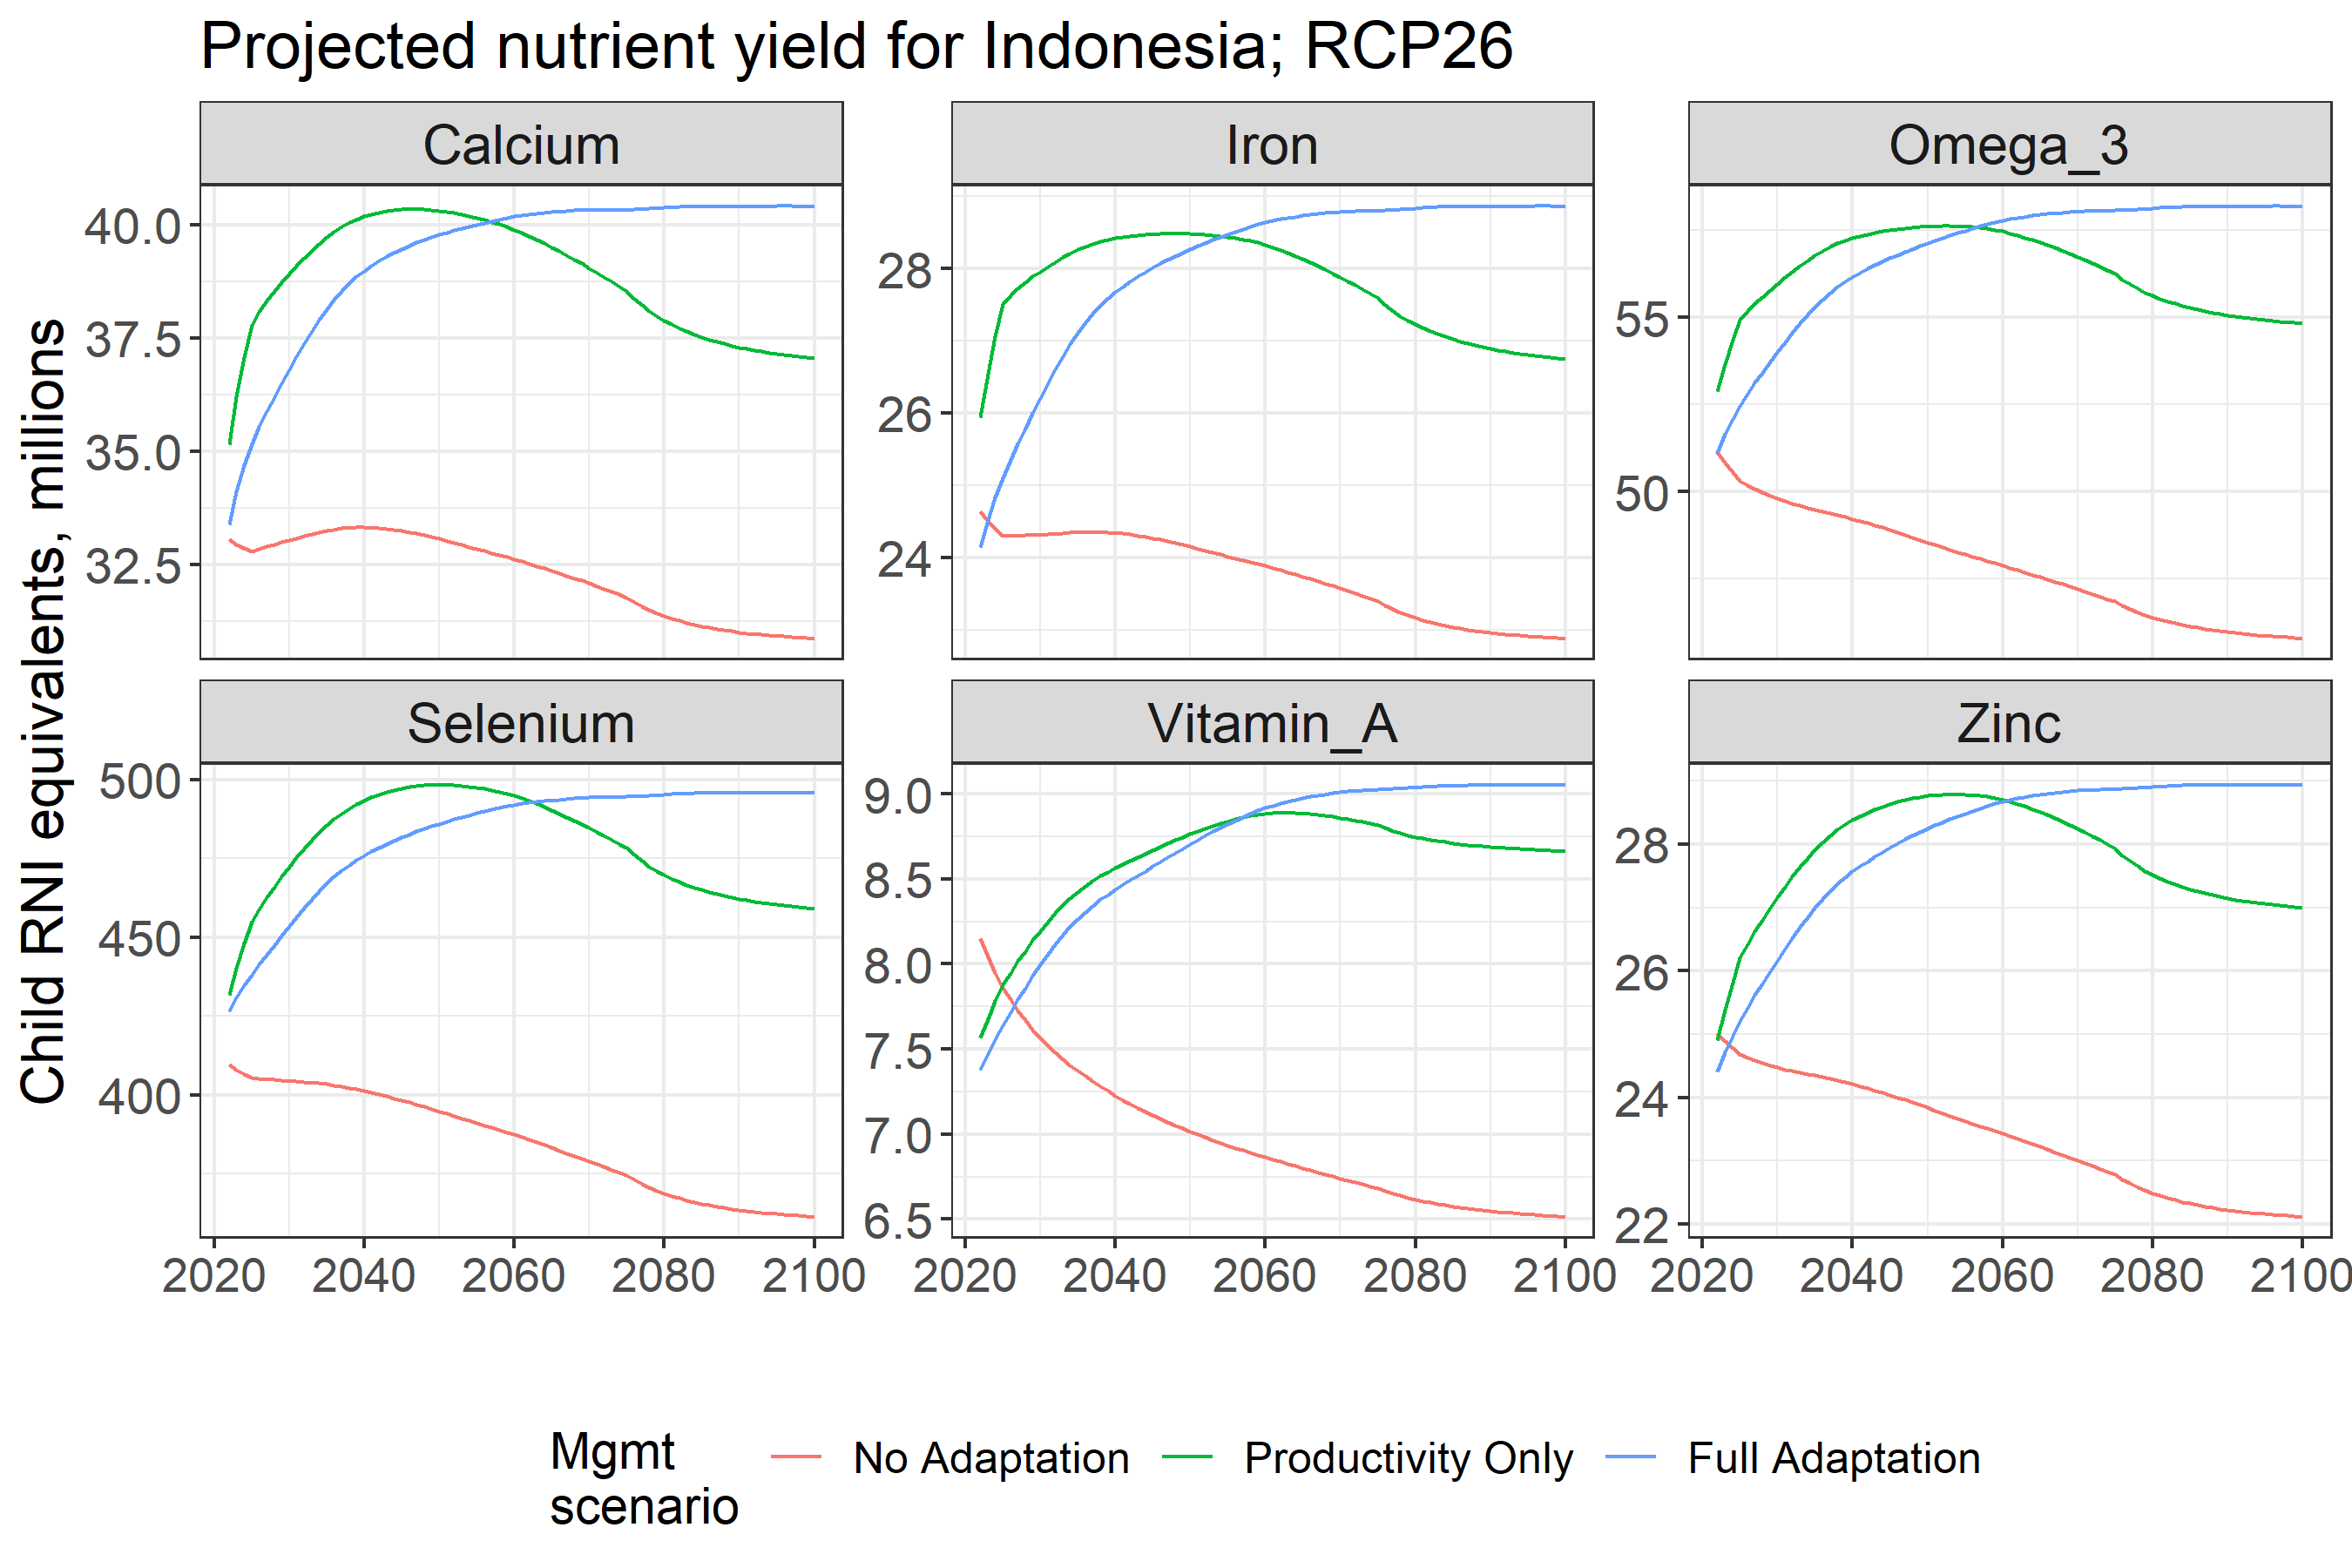 Projected nutrient yield for Indonesia; RCP26
Child RNI equivalents, millions
Calcium
40.0
37.5
35.0
32.5
Iron
28
26
24
Omega_3
55
50
Selenium
500
450
400
2020 2040 2060 2080 2100
Vitamin_A
9.0
8.5
8.0
7.5
7.0
6.5
2020 2040 2060 2080 2100
Zinc
28
26
24
22
2020 2040 2060 2080 2100
Mgmt
scenario
No Adaptation Productivity Only Full Adaptation